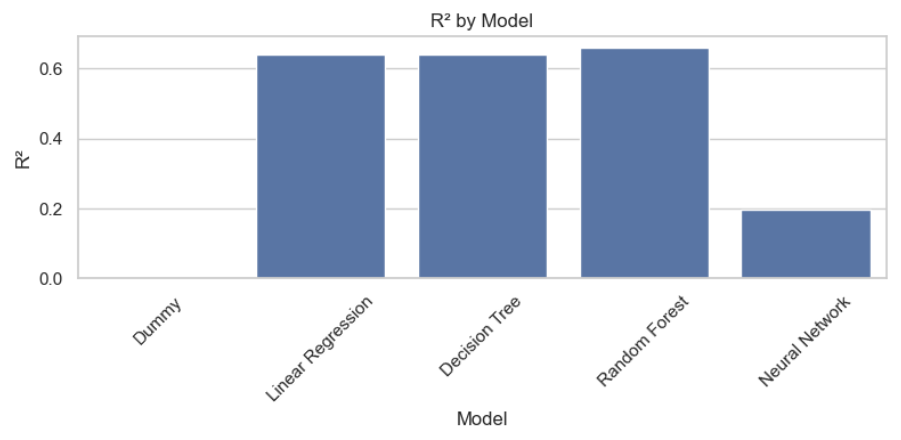 R² by Model
R²
0.6
0.4
0.2
0.0
Dummy
Linear Regression
Decision Tree
Random Forest
Neural Network
Model